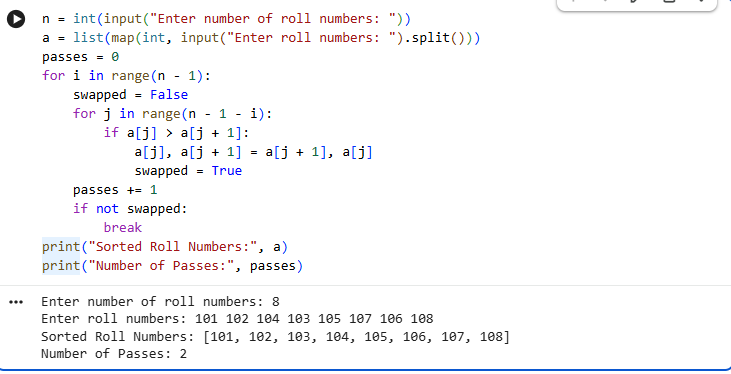 n = int(input("Enter number of roll numbers: "))
a = list(map(int, input("Enter roll numbers: ").split()))
passes = 0
for i in range(n - 1):
    swapped = False
    for j in range(n - 1 - i):
        if a[j] > a[j + 1]:
            a[j], a[j + 1] = a[j + 1], a[j]
            swapped = True
    passes += 1
    if not swapped:
        break
print("Sorted Roll Numbers:", a)
print("Number of Passes:", passes)
Enter number of roll numbers: 8
Enter roll numbers: 101 102 104 103 105 107 106 108
Sorted Roll Numbers: [101, 102, 103, 104, 105, 106, 107, 108]
Number of Passes: 2